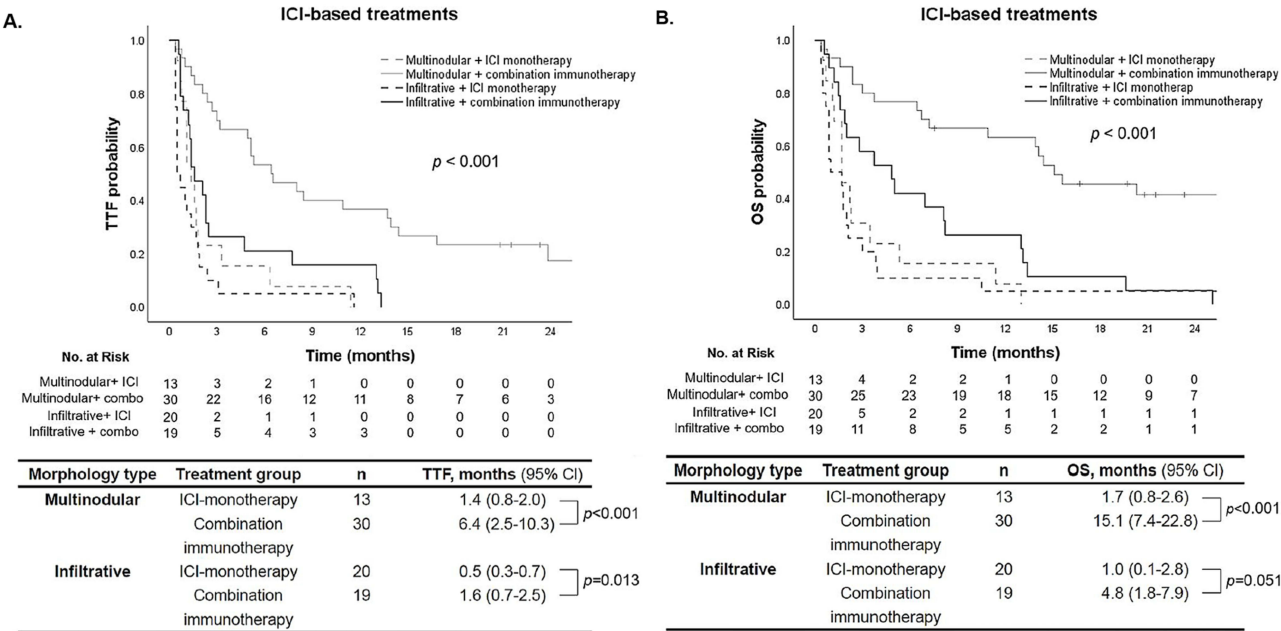 A.
ICI-based treatments
TTF probability
1.0
0.8
0.6
0.4
0.2
0.0
Multinodular + ICI monotherapy
Multinodular + combination immunotherapy
Infiltrative + ICI monotherapy
Infiltrative + combination immunotherapy
p < 0.001
0 3 6 9 12 15 18 21 24
Time (months)
No. at Risk
Multinodular+ ICI 13 3 2 1 0 0 0 0 0
Multinodular+ combo 30 22 16 12 11 8 7 6 3
Infiltrative+ ICI 20 2 1 1 0 0 0 0 0
Infiltrative + combo 19 5 4 3 3 0 0 0 0
Morphology type Treatment group n TTF, months (95% CI)
Multinodular ICI-monotherapy 13 1.4 (0.8-2.0)
p<0.001
Combination 30 6.4 (2.5-10.3)
immunotherapy
Infiltrative ICI-monotherapy 20 0.5 (0.3-0.7)
p=0.013
Combination 19 1.6 (0.7-2.5)
immunotherapy
B.
ICI-based treatments
OS probability
1.0
0.8
0.6
0.4
0.2
0.0
Multinodular + ICI monotherapy
Multinodular + combination immunotherapy
Infiltrative + ICI monotherap
Infiltrative + combination immunotherapy
p < 0.001
0 3 6 9 12 15 18 21 24
Time (months)
No. at Risk
Multinodular+ ICI 13 4 2 2 1 0 0 0 0
Multinodular+ combo 30 25 23 19 18 15 12 9 7
Infiltrative+ ICI 20 5 2 2 1 1 1 1 1
Infiltrative + combo 19 11 8 5 5 2 2 1 1
Morphology type Treatment group n OS, months (95% CI)
Multinodular ICI-monotherapy 13 1.7 (0.8-2.6)
p<0.001
Combination 30 15.1 (7.4-22.8)
immunotherapy
Infiltrative ICI-monotherapy 20 1.0 (0.1-2.8)
p=0.051
Combination 19 4.8 (1.8-7.9)
immunotherapy